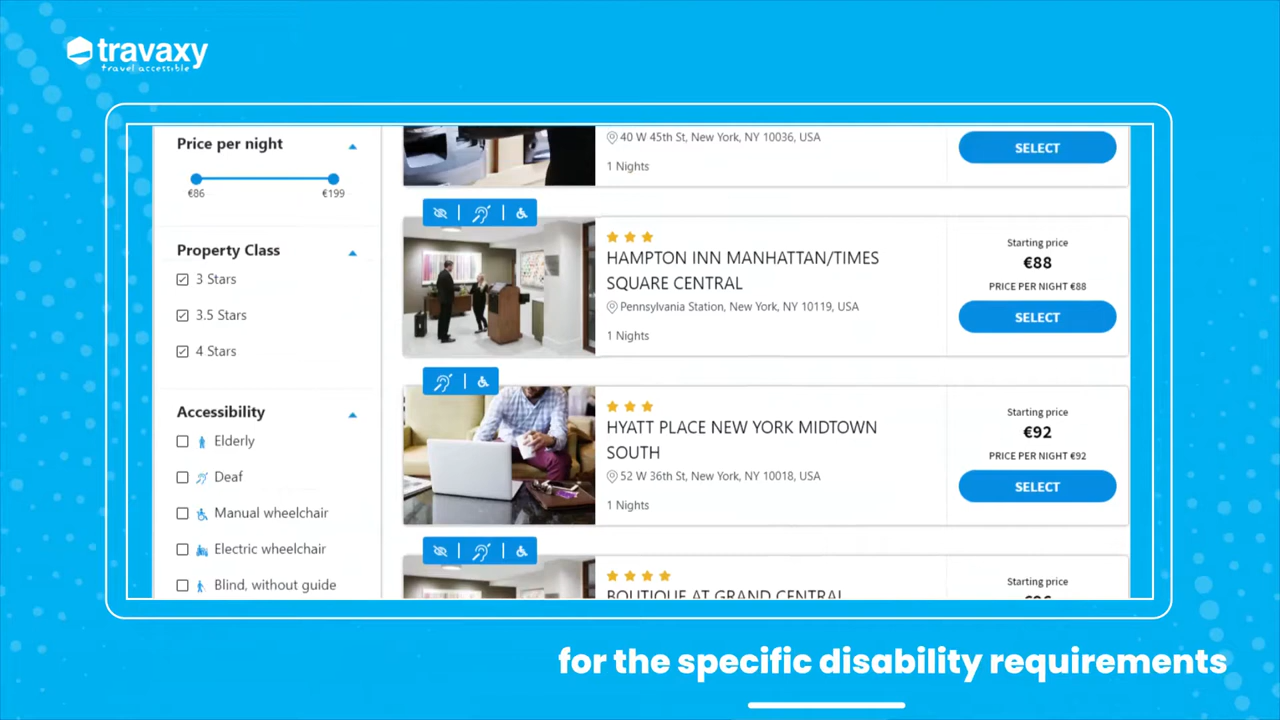 travaxy
travel accessible
Price per night
€86
€199
Property Class
3 Stars
3.5 Stars
4 Stars
Accessibility
Elderly
Deaf
Manual wheelchair
Electric wheelchair
Blind, without guide
40 W 45th St, New York, NY 10036, USA
1 Nights
SELECT
HAMPTON INN MANHATTAN/TIMES
SQUARE CENTRAL
Pennsylvania Station, New York, NY 10119, USA
1 Nights
Starting price
€88
PRICE PER NIGHT €88
SELECT
HYATT PLACE NEW YORK MIDTOWN
SOUTH
52 W 36th St, New York, NY 10018, USA
1 Nights
Starting price
€92
PRICE PER NIGHT €92
SELECT
BOUTIQUE AT GRAND CENTRAL
Starting price
for the specific disability requirements